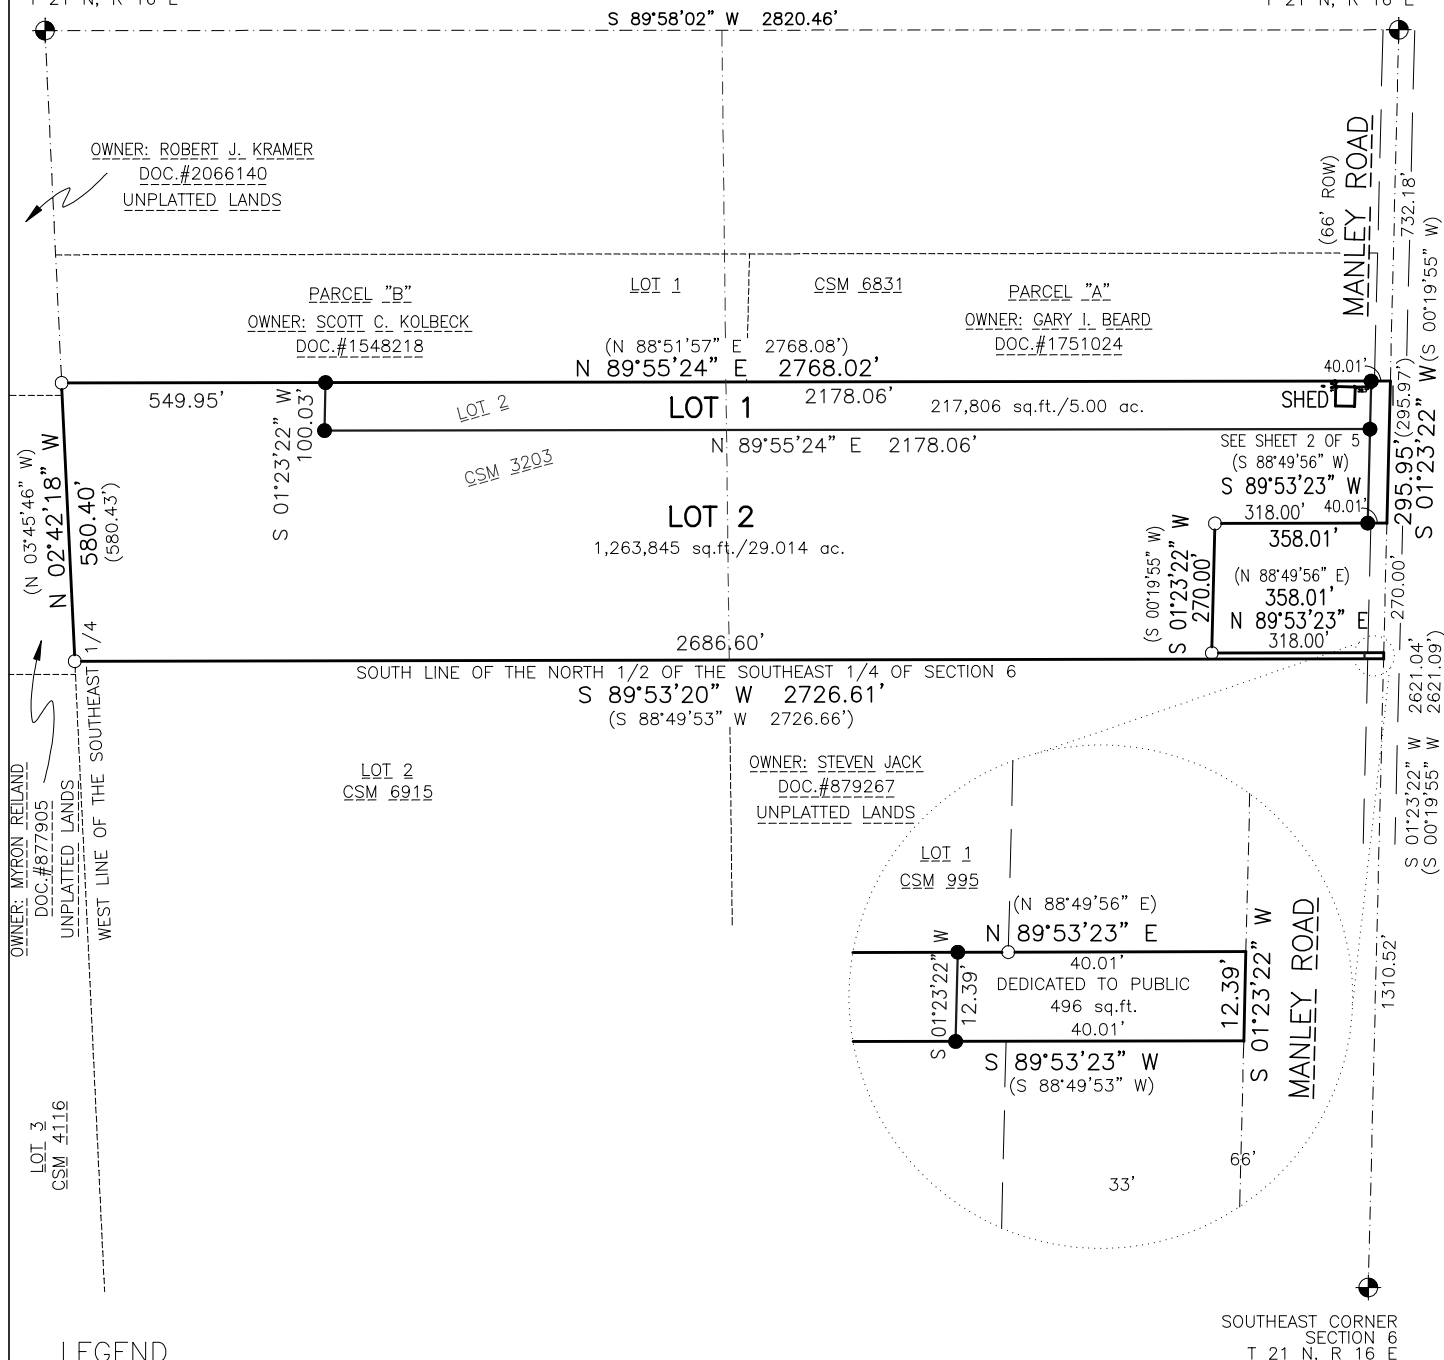 T 21 N, R 16 E
T 21 N, R 16 E
S 89°58'02" W 2820.46'
OWNER: ROBERT J. KRAMER
DOC.#2066140
UNPLATTED LANDS
(66' ROW)
MANLEY ROAD
732.18'
(S 00°19'55" W)
PARCEL "B"
OWNER: SCOTT C. KOLBECK
DOC.#1548218
LOT 1
CSM 6831
PARCEL "A"
OWNER: GARY I. BEARD
DOC.#1751024
(N 88°51'57" E 2768.08')
N 89°55'24" E 2768.02'
40.01'
549.95'
LOT 2
LOT 1
2178.06'
217,806 sq.ft./5.00 ac.
SHED
S 01°23'22" W
100.03'
N 89°55'24" E 2178.06'
CSM 3203
SEE SHEET 2 OF 5
(S 88°49'56" W)
S 89°53'23" W
318.00'
40.01'
358.01'
295.95'
(295.97')
S 01°23'22" W
(N 03°45'46" W)
N 02°42'18" W
580.40'
(580.43')
LOT 2
1,263,845 sq.ft./29.014 ac.
(S 00°19'55" W)
S 01°23'22" W
270.00'
(N 88°49'56" E)
358.01'
N 89°53'23" E
318.00'
270.00'
2686.60'
SOUTH LINE OF THE NORTH 1/2 OF THE SOUTHEAST 1/4 OF SECTION 6
S 89°53'20" W 2726.61'
(S 88°49'53" W 2726.66')
S 01°23'22" W 2621.04'
(S 00°19'55" W 2621.09')
OWNER: MYRON REILAND
DOC.#877905
UNPLATTED LANDS
WEST LINE OF THE SOUTHEAST 1/4
LOT 2
CSM 6915
OWNER: STEVEN JACK
DOC.#879267
UNPLATTED LANDS
LOT 1
CSM 995
(N 88°49'56" E)
N 89°53'23" E
40.01'
S 01°23'22" W
12.39'
DEDICATED TO PUBLIC
496 sq.ft.
40.01'
12.39'
S 01°23'22" W
MANLEY ROAD
S 89°53'23" W
(S 88°49'53" W)
1310.52'
66'
33'
LOT 3
CSM 4116
SOUTHEAST CORNER
SECTION 6
T 21 N, R 16 E
LEGEND